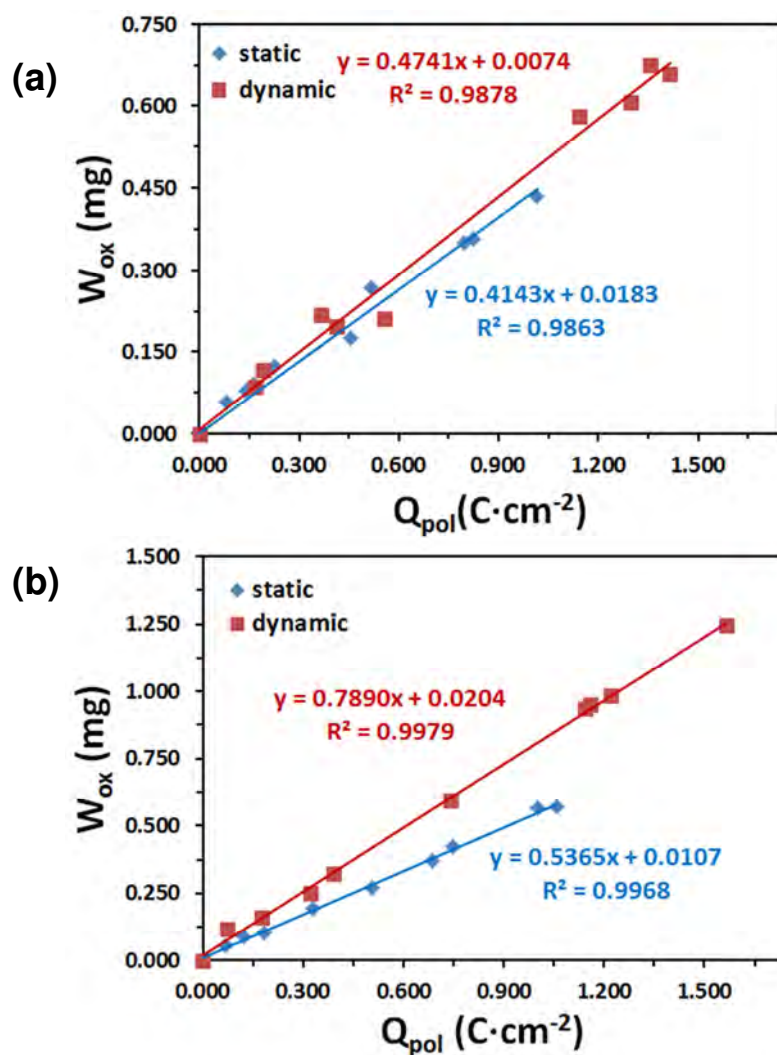 (a)
static
dynamic
y = 0.4741x + 0.0074
R² = 0.9878
y = 0.4143x + 0.0183
R² = 0.9863
W_ox (mg)
0.750
0.600
0.450
0.300
0.150
0.000
0.000 0.300 0.600 0.900 1.200 1.500
Q_pol(C·cm⁻²)
(b)
static
dynamic
y = 0.7890x + 0.0204
R² = 0.9979
y = 0.5365x + 0.0107
R² = 0.9968
W_ox (mg)
1.500
1.250
1.000
0.750
0.500
0.250
0.000
0.000 0.300 0.600 0.900 1.200 1.500
Q_pol (C·cm⁻²)